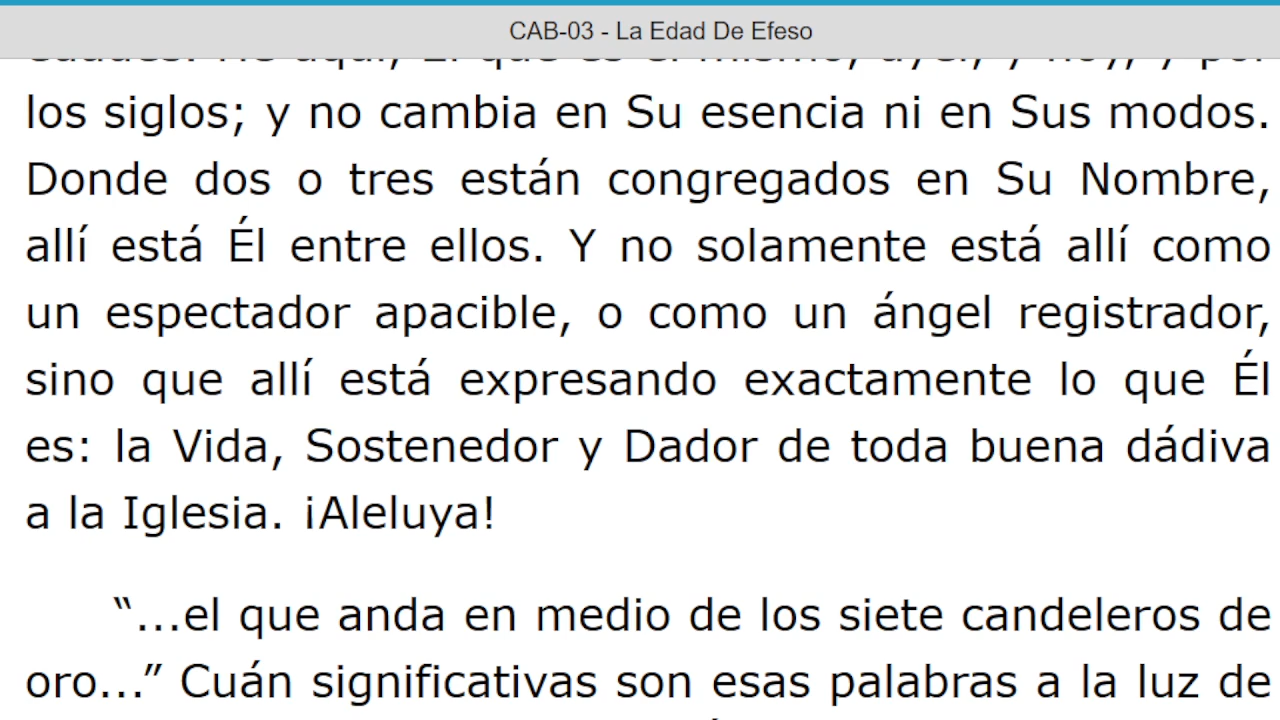 CAB-03 - La Edad De Efeso
los siglos; y no cambia en Su esencia ni en Sus modos.
Donde dos o tres están congregados en Su Nombre,
allí está Él entre ellos. Y no solamente está allí como
un espectador apacible, o como un ángel registrador,
sino que allí está expresando exactamente lo que Él
es: la Vida, Sostenedor y Dador de toda buena dádiva
a la Iglesia. ¡Aleluya!
“...el que anda en medio de los siete candeleros de
oro...” Cuán significativas son esas palabras a la luz de